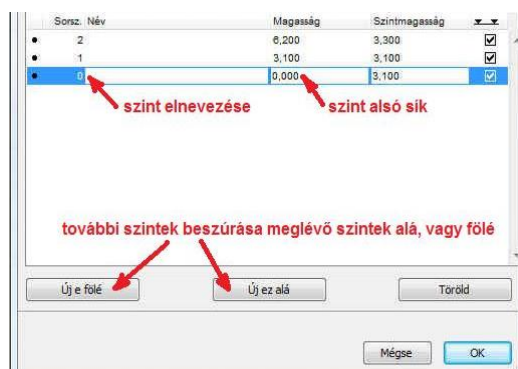 Sorsz. Név Magasság Szintmagasság
2 6,200 3,300
1 3,100 3,100
0 0,000 3,100
szint elnevezése szint alsó sík
további szintek beszúrása meglévő szintek alá, vagy fölé
Új e fölé Új ez alá Töröld
Mégse OK